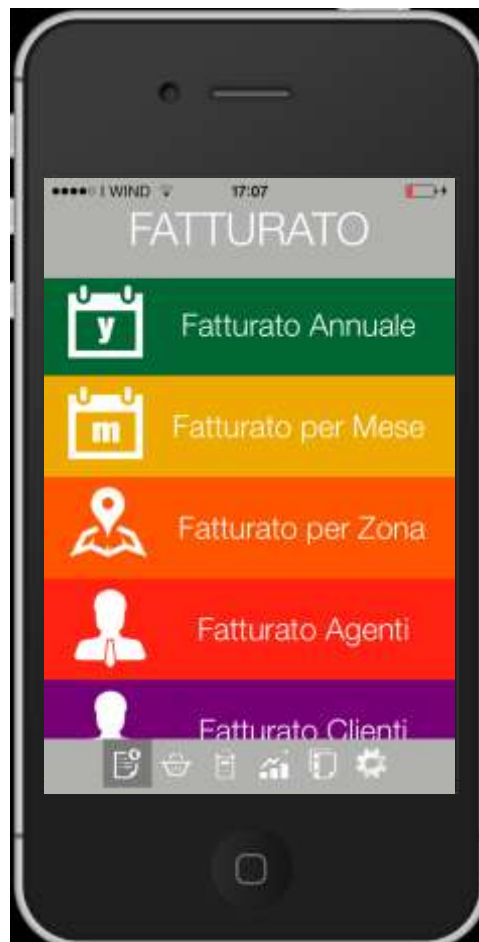 WIND 17:07
FATTURATO
y
Fatturato Annuale
m
Fatturato per Mese
Fatturato per Zona
Fatturato Agenti
Fatturato Clienti